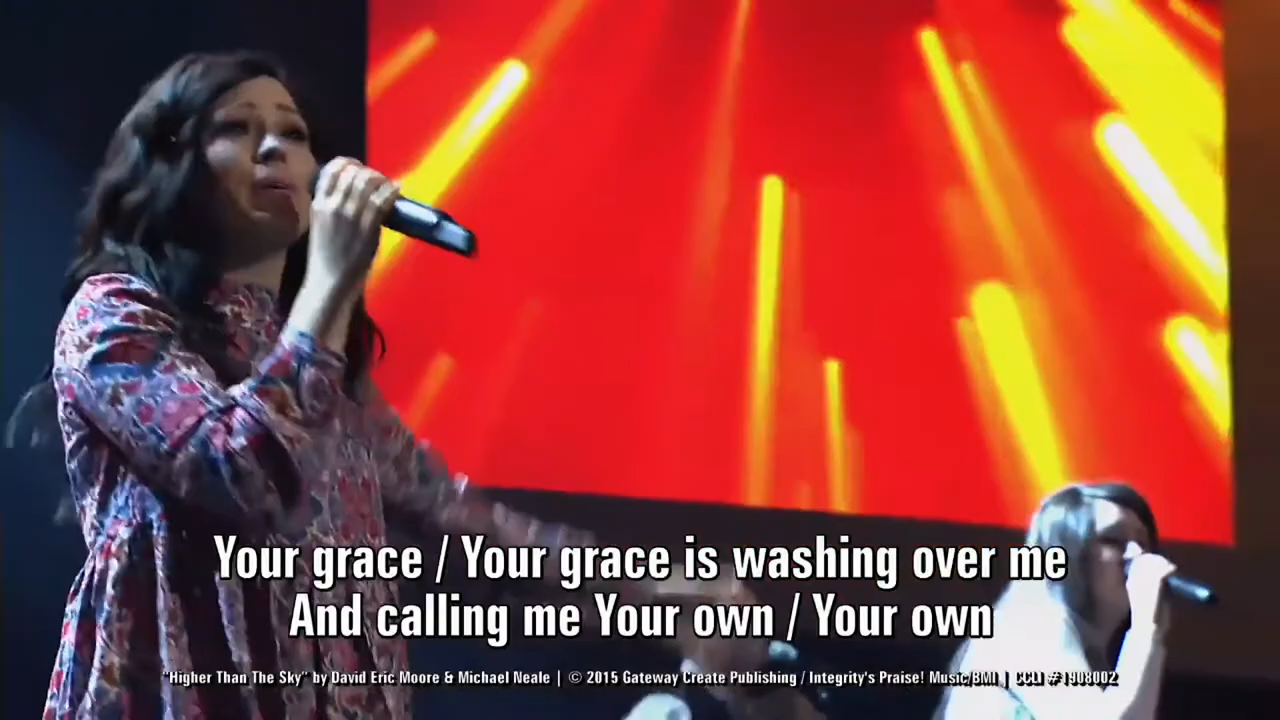 Your grace / Your grace is washing over me
And calling me Your own / Your own
"Higher Than The Sky" by David Eric Moore & Michael Neale | © 2015 Gateway Create Publishing / Integrity's Praise! Music/BMI | CCLI #1908002